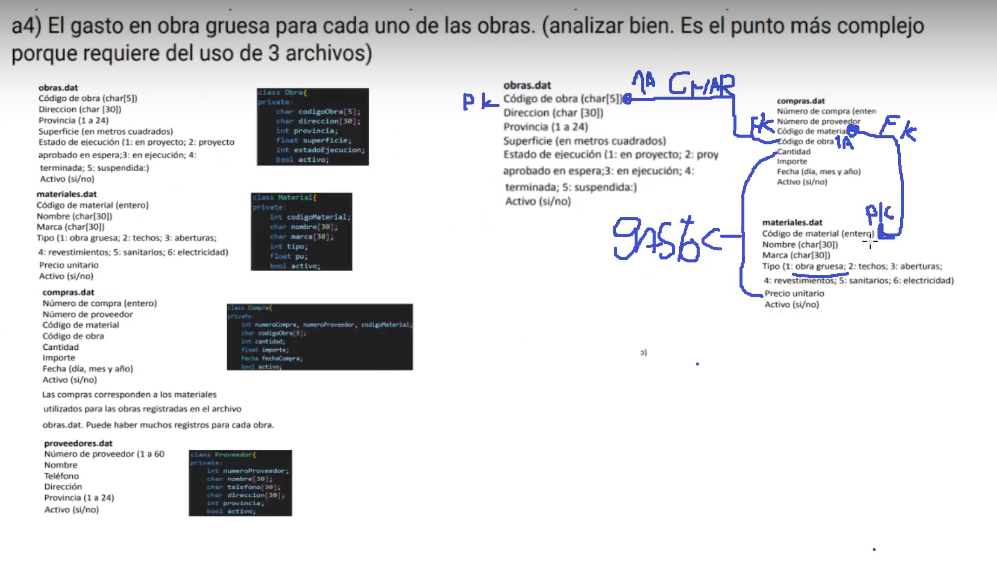 a4) El gasto en obra gruesa para cada uno de las obras. (analizar bien. Es el punto más complejo
porque requiere del uso de 3 archivos)
obras.dat
Código de obra (char[5])
Direccion (char [30])
Provincia (1 a 24)
Superficie (en metros cuadrados)
Estado de ejecución (1: en proyecto; 2: proyecto
aprobado en espera;3: en ejecución; 4:
terminada; 5: suspendida:)
Activo (si/no)
class Obra{
private:
char codigoObra[5];
char direccion[30];
int provincia;
float superficie;
int estadoEjecucion;
bool activo;
materiales.dat
Código de material (entero)
Nombre (char[30])
Marca (char[30])
Tipo (1: obra gruesa; 2: techos; 3: aberturas;
4: revestimientos; 5: sanitarios; 6: electricidad)
Precio unitario
Activo (si/no)
class Material{
private:
int codigoMaterial;
char nombre[30];
char marca[30];
int tipo;
float pu;
bool activo;
compras.dat
Número de compra (entero)
Número de proveedor
Código de material
Código de obra
Cantidad
Importe
Fecha (día, mes y año)
Activo (si/no)
class Compra{
private:
int numeroCompra, numeroProveedor, codigoMaterial;
char codigoObra[5];
int cantidad;
float importe;
Fecha fechaCompra;
bool activo;
Las compras corresponden a los materiales
utilizados para las obras registradas en el archivo
obras.dat. Puede haber muchos registros para cada obra.
proveedores.dat
Número de proveedor (1 a 60
Nombre
Teléfono
Dirección
Provincia (1 a 24)
Activo (si/no)
class Proveedor{
private:
int numeroProveedor;
char nombre[30];
char telefono[30];
char direccion[30];
int provincia;
bool activo;
obras.dat
1A CHAR
PK
Código de obra (char[5])
Direccion (char [30])
Provincia (1 a 24)
Superficie (en metros cuadrados)
Estado de ejecución (1: en proyecto; 2: proy
aprobado en espera;3: en ejecución; 4:
terminada; 5: suspendida:)
Activo (si/no)
compras.dat
Número de compra (enten
Número de proveedor
FK
Código de materia
FK
Código de obra
1A
Cantidad
Importe
Fecha (día, mes y año)
Activo (si/no)
gasto
materiales.dat
PK
Código de material (entero)
Nombre (char[30])
Marca (char[30])
Tipo (1: obra gruesa; 2: techos; 3: aberturas;
4: revestimientos; 5: sanitarios; 6: electricidad)
Precio unitario
Activo (si/no)